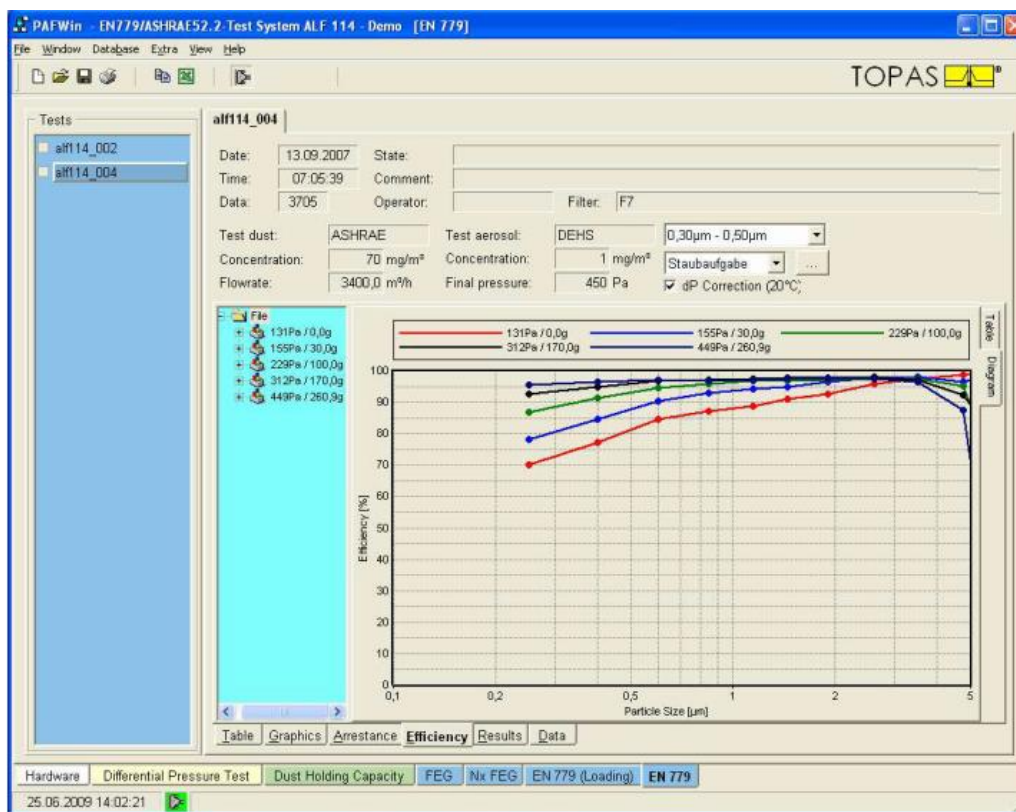 PAFWin - EN779/ASHRAE52.2-Test System ALF 114 - Demo [EN 779]
File Window Database Extra View Help
TOPAS ®
Tests
alf114_002
alf114_004
alf114_004
Date: 13.09.2007 State:
Time: 07:05:39 Comment:
Data: 3705 Operator: Filter: F7
Test dust: ASHRAE Test aerosol: DEHS 0,30µm - 0,50µm
Concentration: 70 mg/m³ Concentration: 1 mg/m³ Staubaufgabe ...
Flowrate: 3400,0 m³/h Final pressure: 450 Pa dP Correction (20°C)
File
131Pa / 0,0g
155Pa / 30,0g
229Pa / 100,0g
312Pa / 170,0g
449Pa / 260,9g
131Pa / 0,0g 155Pa / 30,0g 229Pa / 100,0g
312Pa / 170,0g 449Pa / 260,9g
Table
Diagram
Efficiency [%]
100
90
80
70
60
50
40
30
20
10
0
0,1 0,2 0,5 1 2 5
Particle Size [µm]
Table Graphics Arrestance Efficiency Results Data
Hardware Differential Pressure Test Dust Holding Capacity FEG Nx FEG EN 779 (Loading) EN 779
25.06.2009 14:02:21